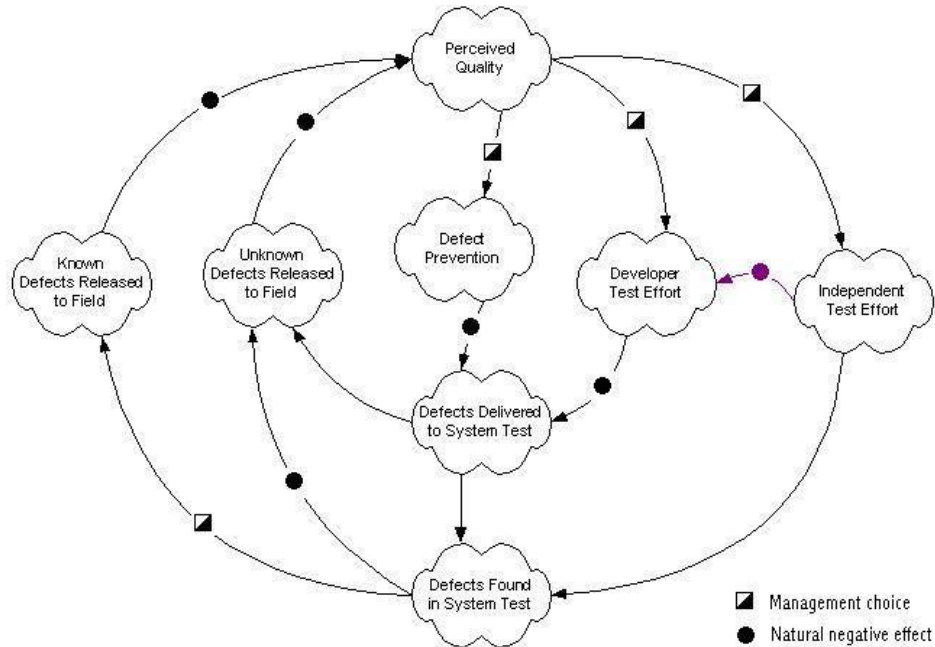 Perceived
Quality
Defect
Prevention
Known
Defects Released
to Field
Unknown
Defects Released
to Field
Developer
Test Effort
Independent
Test Effort
Defects Delivered
to System Test
Defects Found
in System Test
Management choice
Natural negative effect